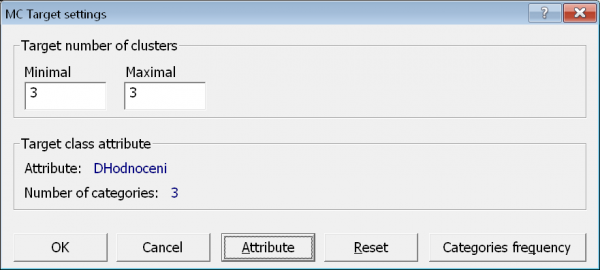 MC Target settings
?
Target number of clusters
Minimal Maximal
3 3
Target class attribute
Attribute: DHodnoceni
Number of categories: 3
OK Cancel Attribute Reset Categories frequency